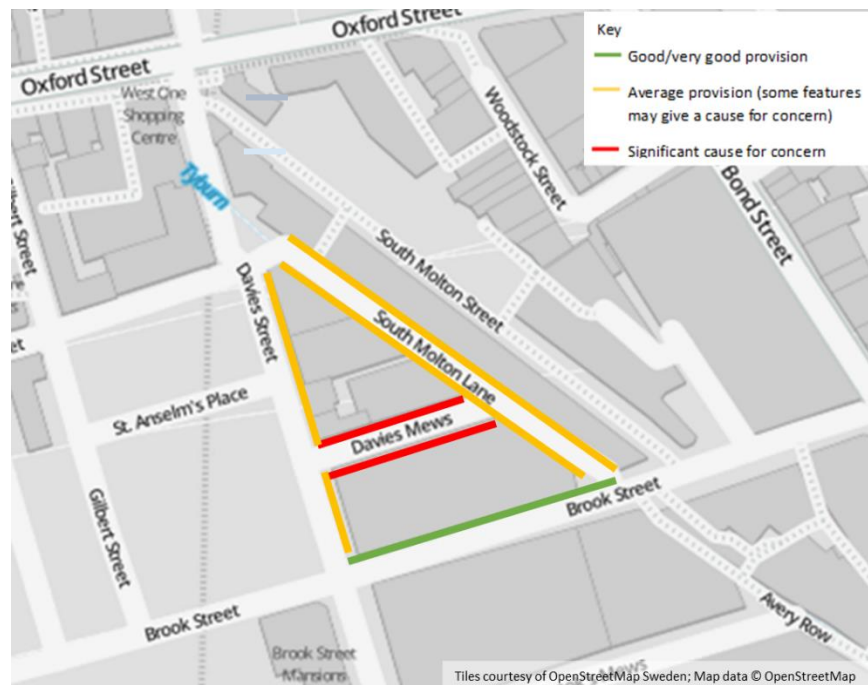 Oxford Street
Oxford Street
West One
Shopping
Centre
Key
Good/very good provision
Average provision (some features
may give a cause for concern)
Significant cause for concern
Woodstock Street
Bond Street
Tyburn
Gilbert Street
Davies Street
South Molton Street
South Molton Lane
St. Anselm's Place
Davies Mews
Gilbert Street
Brook Street
Brook Street
Avery Row
Brook Street
Mansions
Mews
Tiles courtesy of OpenStreetMap Sweden; Map data © OpenStreetMap